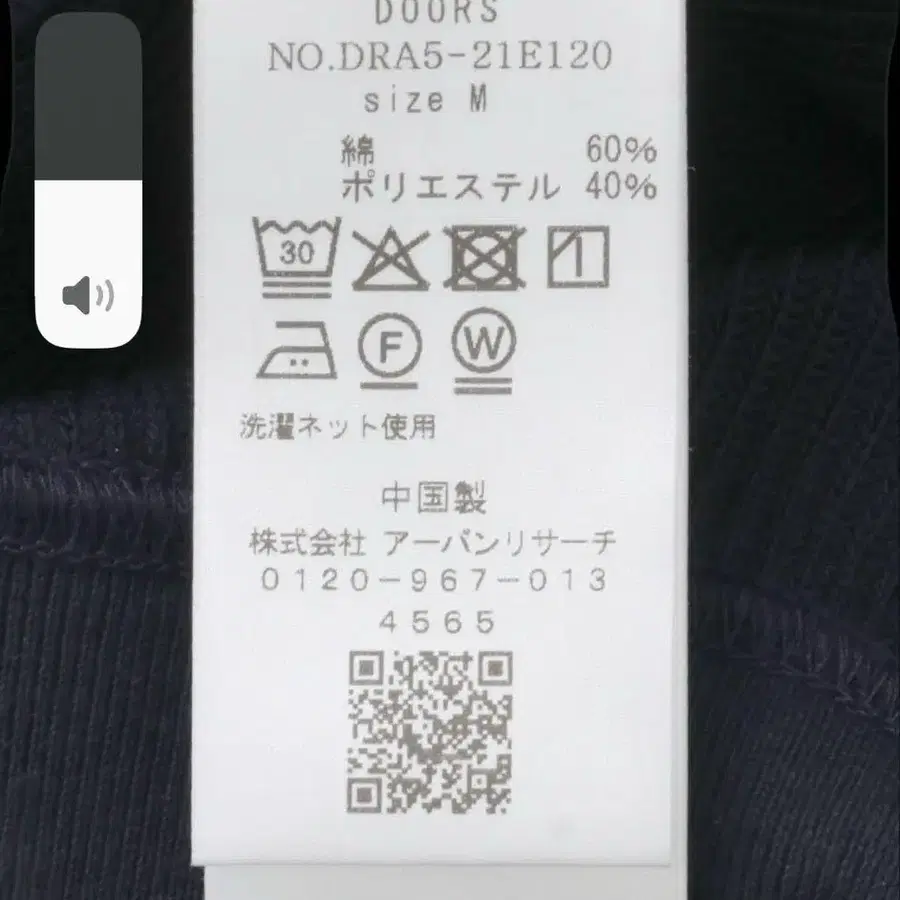 DOORS
NO.DRA5-21E120
size M
綿 60%
ポリエステル 40%
30
F
W
洗濯ネット使用
中国製
株式会社 アーバンリサーチ
0120-967-013
4565